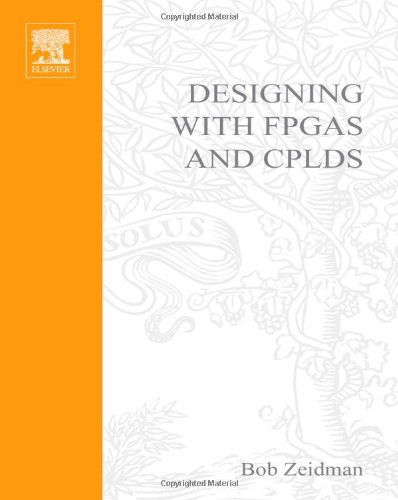 Copyrighted Material
ELSEVIER
DESIGNING
WITH FPGAS
AND CPLDS
SOLUS
Bob Zeidman
Copyrighted Material